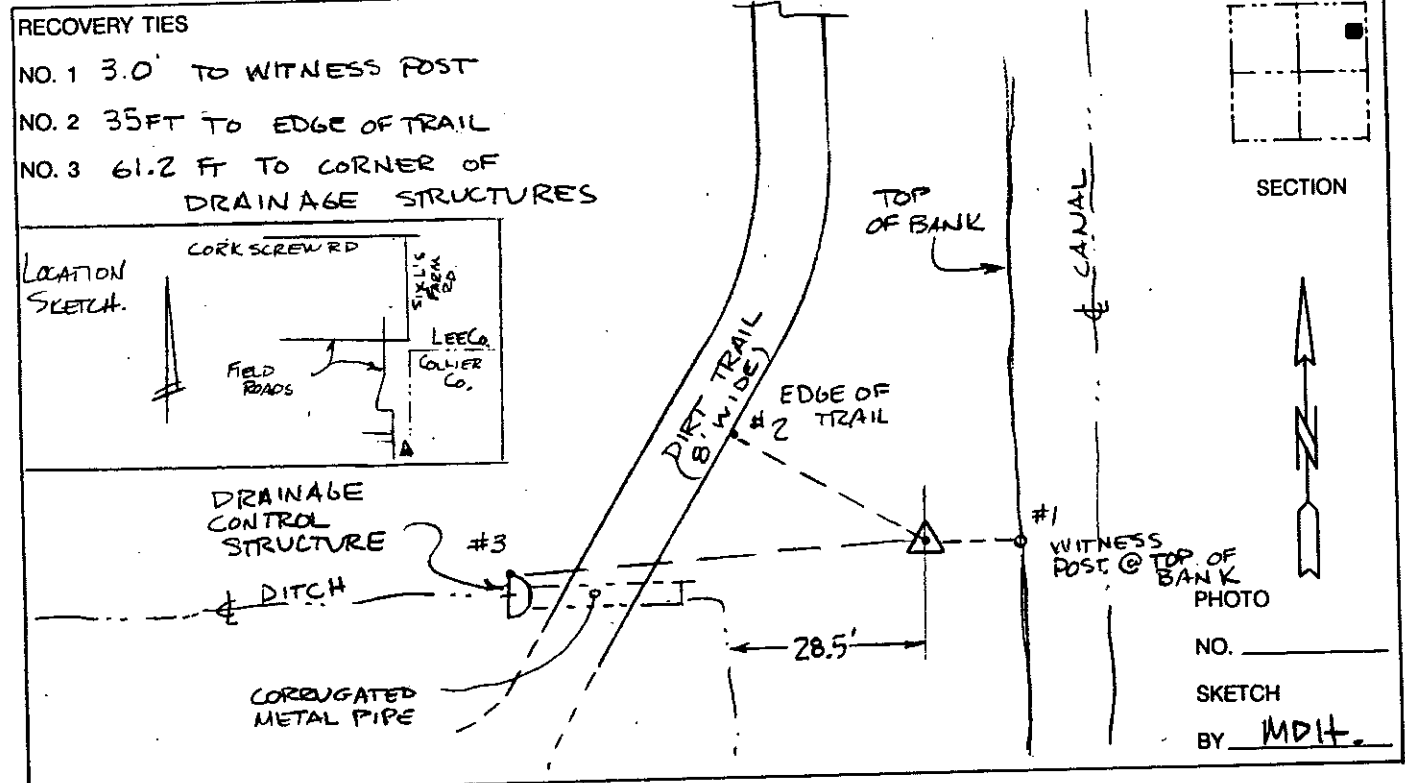 RECOVERY TIES
NO. 1 3.0' TO WITNESS POST
NO. 2 35FT TO EDGE OF TRAIL
NO. 3 61.2 FT TO CORNER OF
DRAINAGE STRUCTURES
LOCATION
SKETCH.
CORKSCREW RD
SIX L'S
FARM
RD.
LEE Co.
COLLIER
Co.
FIELD
ROADS
DIRT TRAIL
(8' WIDE)
#2
EDGE OF
TRAIL
TOP
OF BANK
CANAL
SECTION
N
#1
WITNESS
POST @ TOP OF
BANK
DRAINAGE
CONTROL
STRUCTURE
#3
DITCH
28.5'
CORRUGATED
METAL PIPE
PHOTO
NO.
SKETCH
BY MDH.